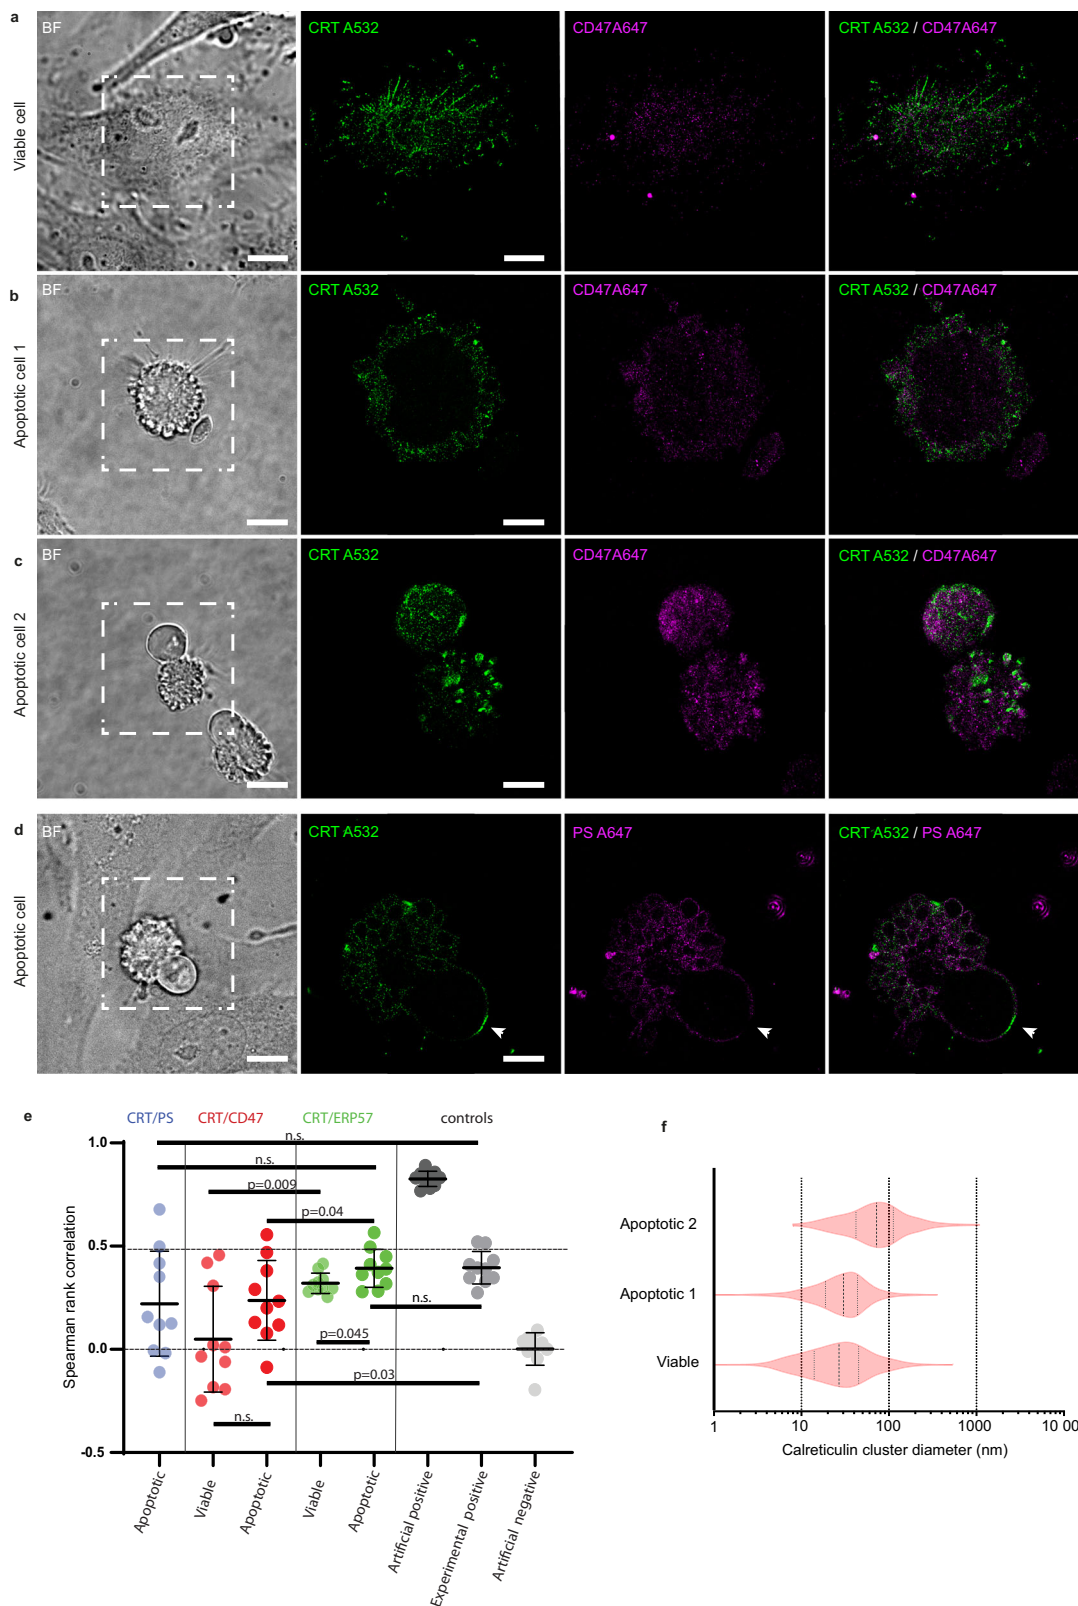 a
Viable cell
BF
CRT A532
CD47A647
CRT A532 / CD47A647
b
Apoptotic cell 1
BF
CRT A532
CD47A647
CRT A532 / CD47A647
c
Apoptotic cell 2
BF
CRT A532
CD47A647
CRT A532 / CD47A647
d
Apoptotic cell
BF
CRT A532
PS A647
CRT A532 / PS A647
e
CRT/PS
CRT/CD47
CRT/ERP57
controls
Spearman rank correlation
1.0
0.5
0.0
-0.5
n.s.
n.s.
p=0.009
p=0.04
n.s.
p=0.045
p=0.03
n.s.
Apoptotic
Viable
Apoptotic
Viable
Apoptotic
Artificial positive
Experimental positive
Artificial negative
f
Apoptotic 2
Apoptotic 1
Viable
1
10
100
1000
10 00
Calreticulin cluster diameter (nm)